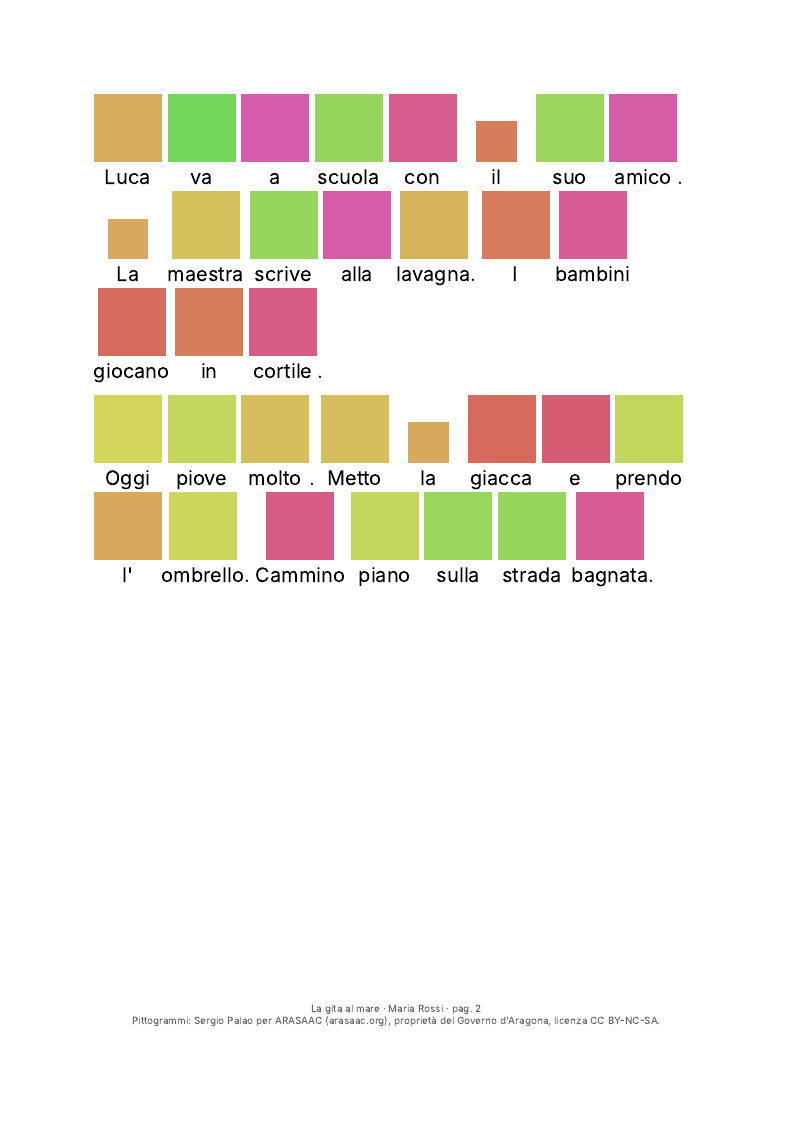 Luca va a scuola con il suo amico .
La maestra scrive alla lavagna. I bambini
giocano in cortile .
Oggi piove molto . Metto la giacca e prendo
l' ombrello. Cammino piano sulla strada bagnata.
La gita al mare · Maria Rossi · pag. 2
Pittogrammi: Sergio Palao per ARASAAC (arasaac.org), proprietà del Governo d'Aragona, licenza CC BY-NC-SA.